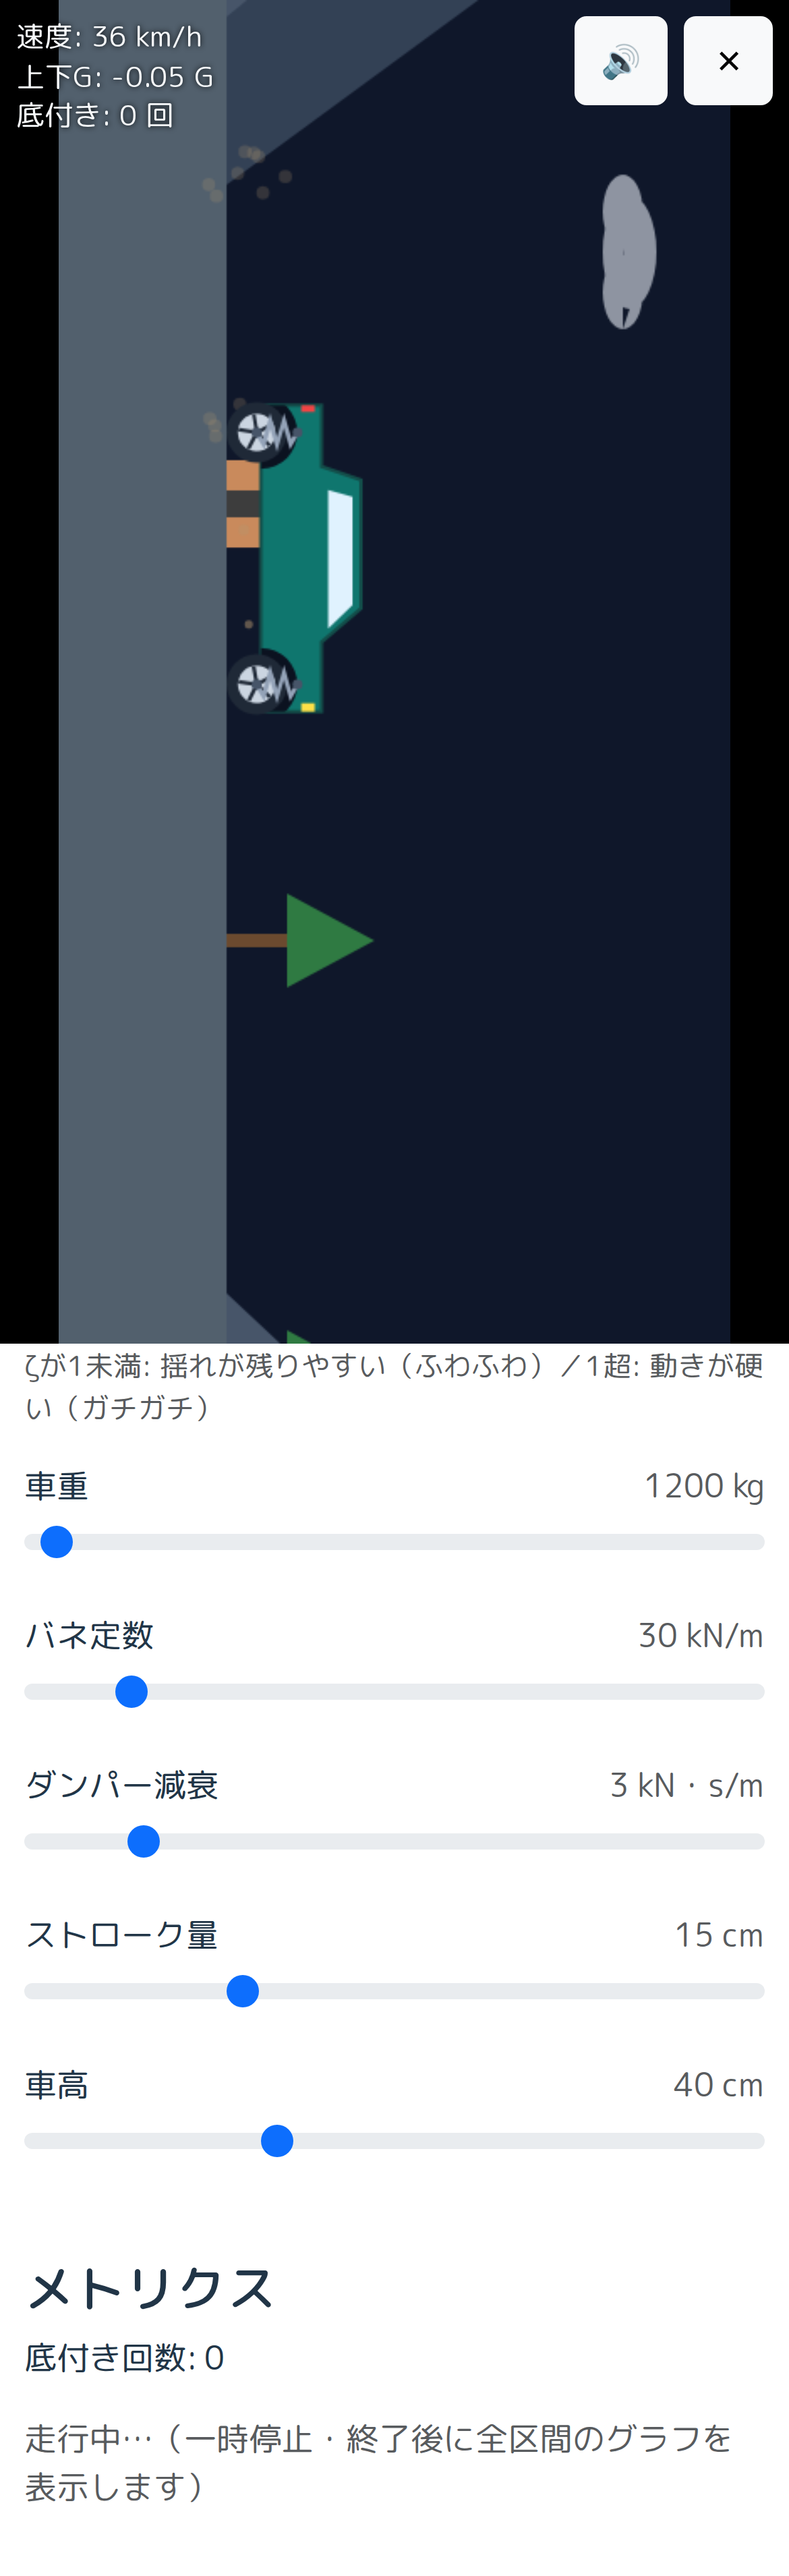 速度: 36 km/h
上下G: -0.05 G
底付き: 0 回
ζが1未満: 揺れが残りやすい（ふわふわ）／1超: 動きが硬
い（ガチガチ）
車重 1200 kg
バネ定数 30 kN/m
ダンパー減衰 3 kN・s/m
ストローク量 15 cm
車高 40 cm
メトリクス
底付き回数: 0
走行中…（一時停止・終了後に全区間のグラフを
表示します）